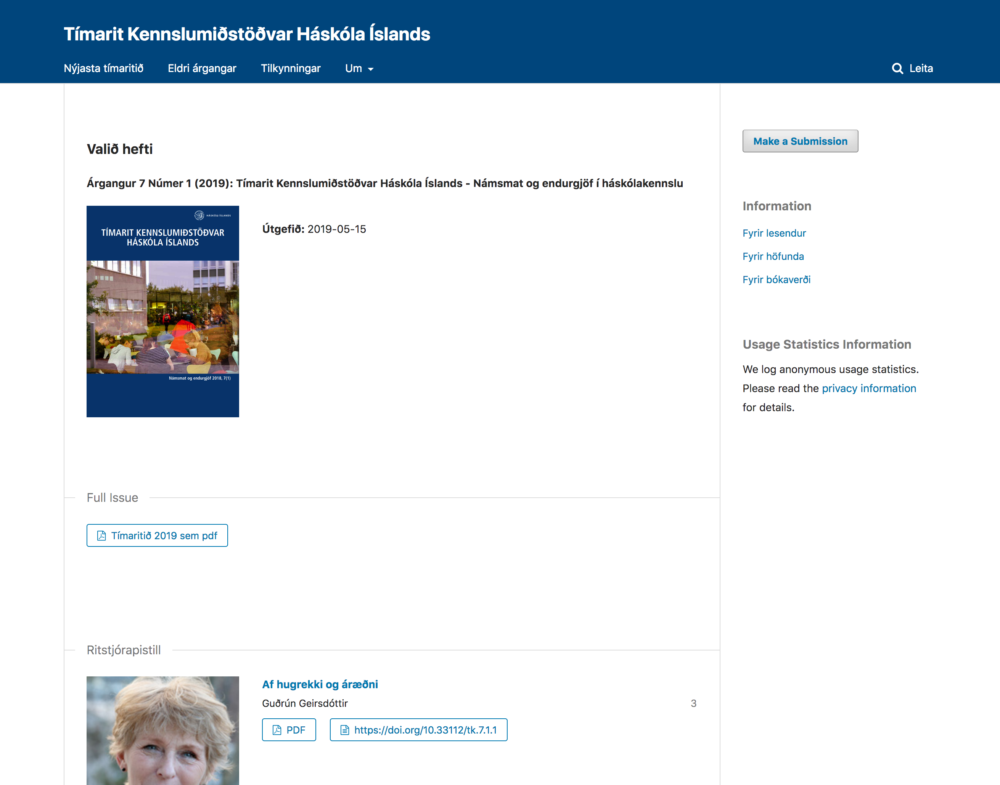 Tímarit Kennslumiðstöðvar Háskóla Íslands
Nýjasta tímaritið Eldri árgangar Tilkynningar Um Leita
Valið hefti
Árgangur 7 Númer 1 (2019): Tímarit Kennslumiðstöðvar Háskóla Íslands - Námsmat og endurgjöf í háskólakennslu
HÁSKÓLI ÍSLANDS
TÍMARIT KENNSLUMIÐSTÖÐVAR
HÁSKÓLA ÍSLANDS
Námsmat og endurgjöf 2018, 7(1)
Útgefið: 2019-05-15
Full Issue
Tímaritið 2019 sem pdf
Ritstjórapistill
Af hugrekki og áræðni
Guðrún Geirsdóttir 3
PDF https://doi.org/10.33112/tk.7.1.1
Make a Submission
Information
Fyrir lesendur
Fyrir höfunda
Fyrir bókaverði
Usage Statistics Information
We log anonymous usage statistics.
Please read the privacy information
for details.